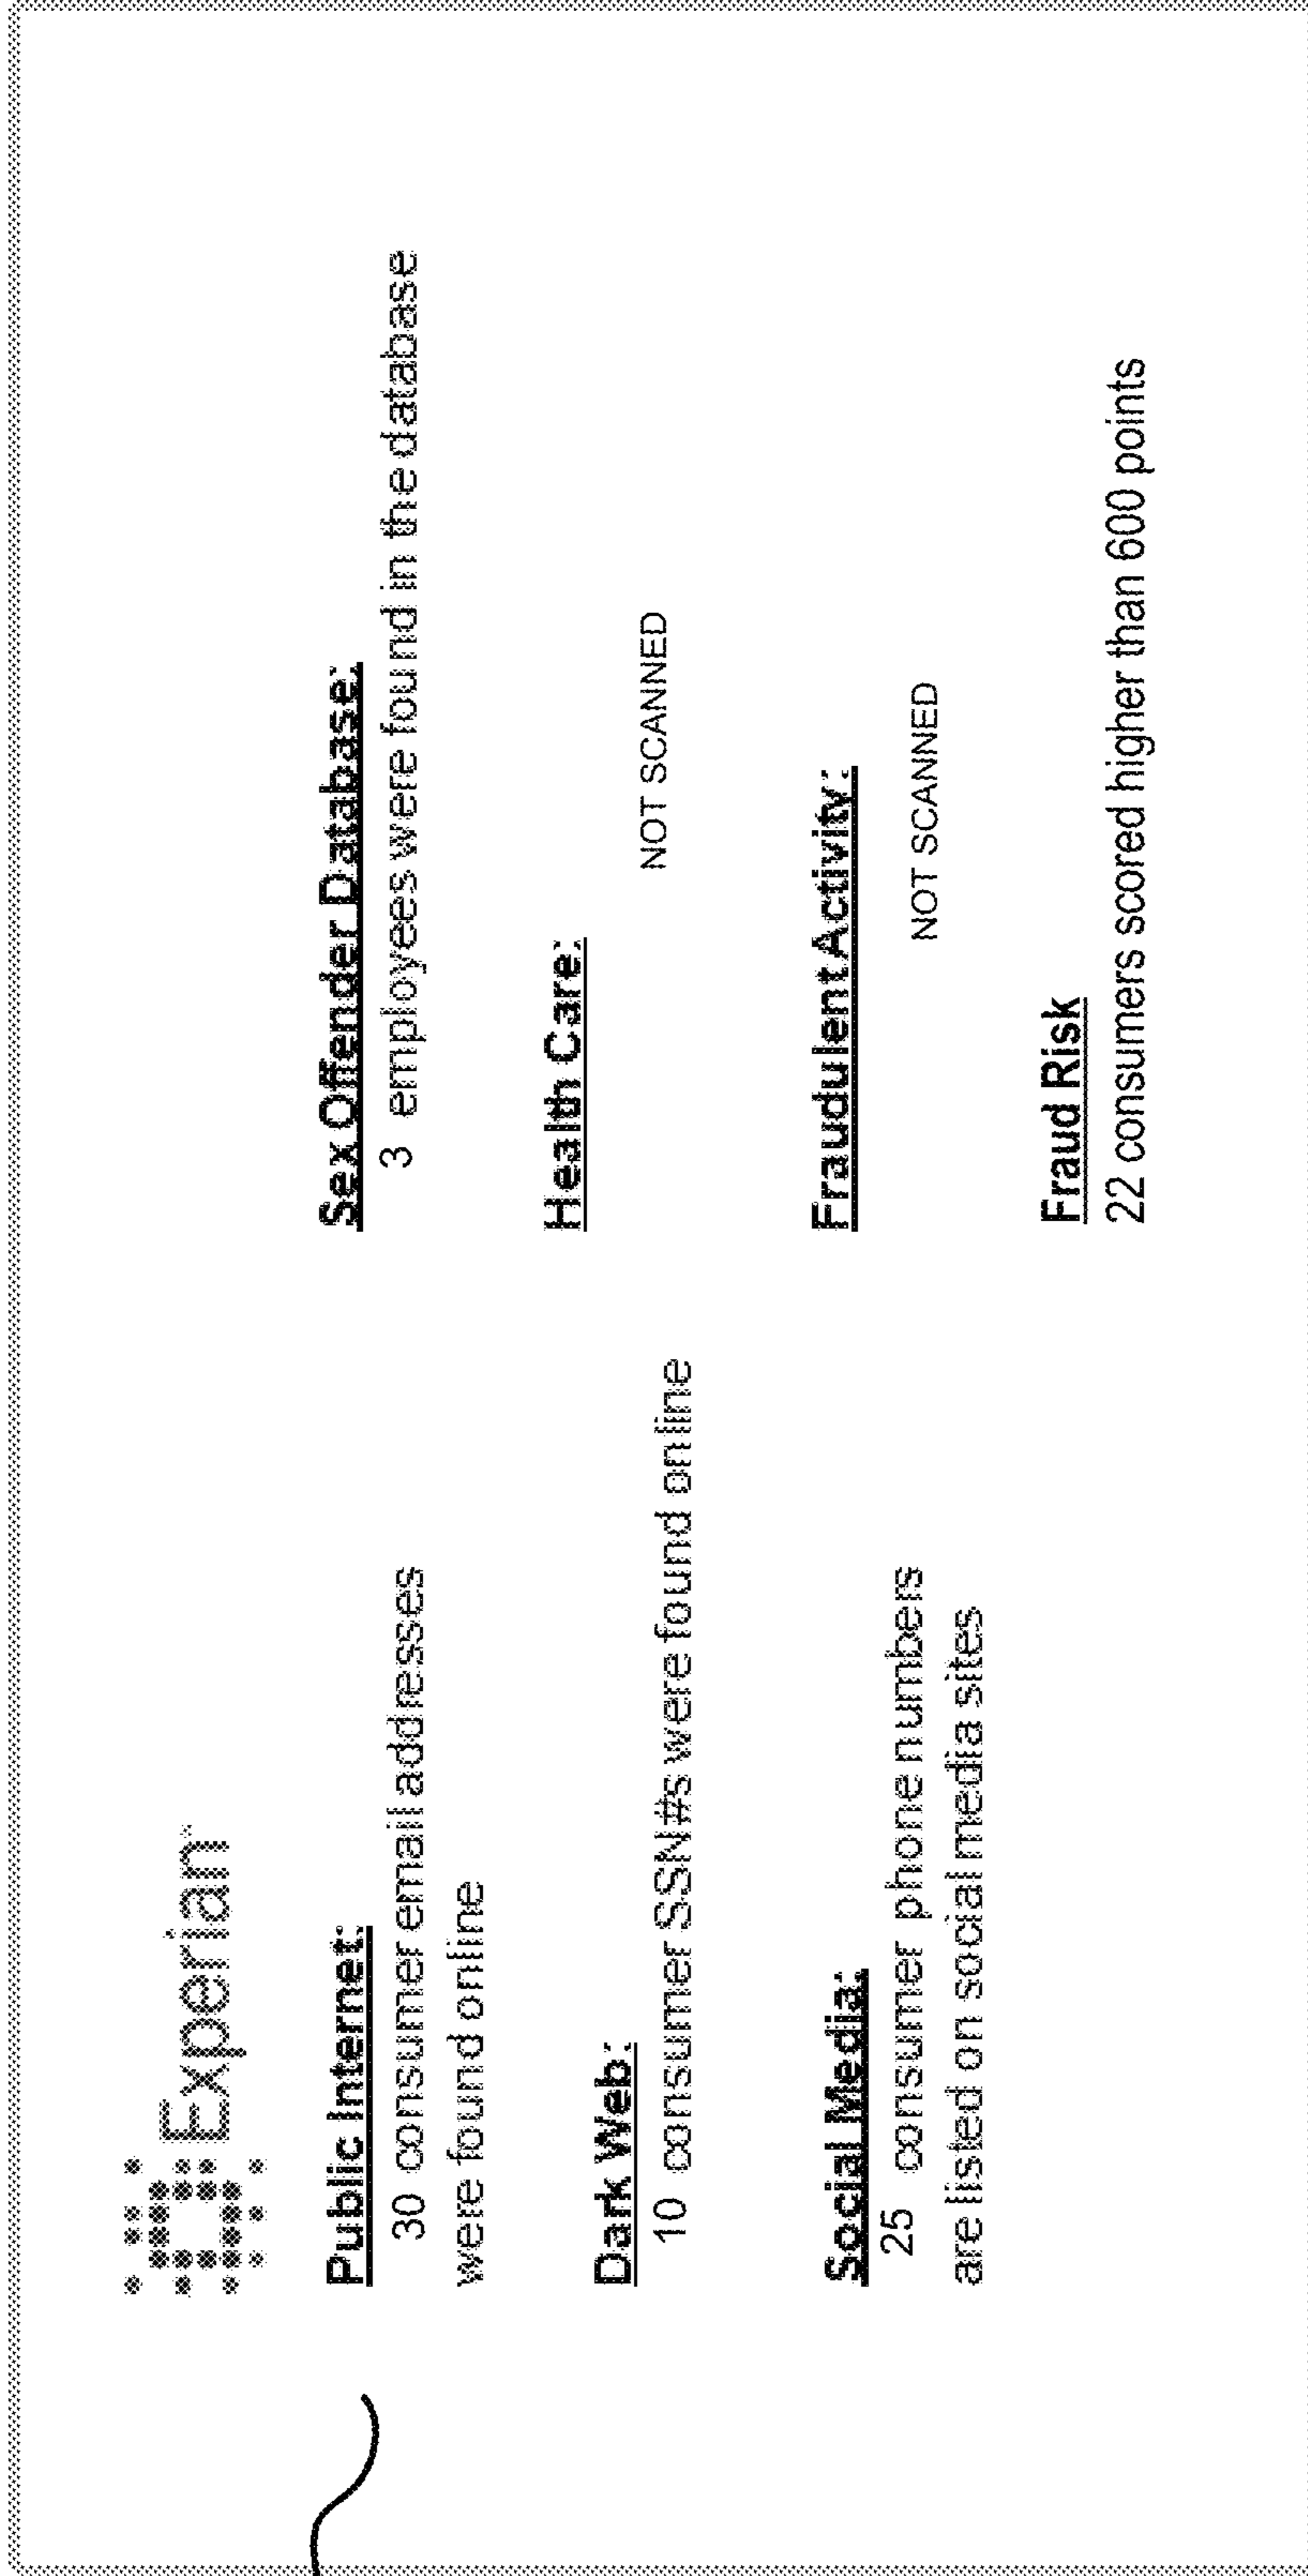 Experian™
Public Internet:
30 consumer email addresses
were found online
Dark Web:
10 consumer SSN#s were found online
Social Media:
25 consumer phone numbers
are listed on social media sites
Sex Offender Database:
3 employees were found in the database
Health Care:
NOT SCANNED
Fraudulent Activity:
NOT SCANNED
Fraud Risk
22 consumers scored higher than 600 points